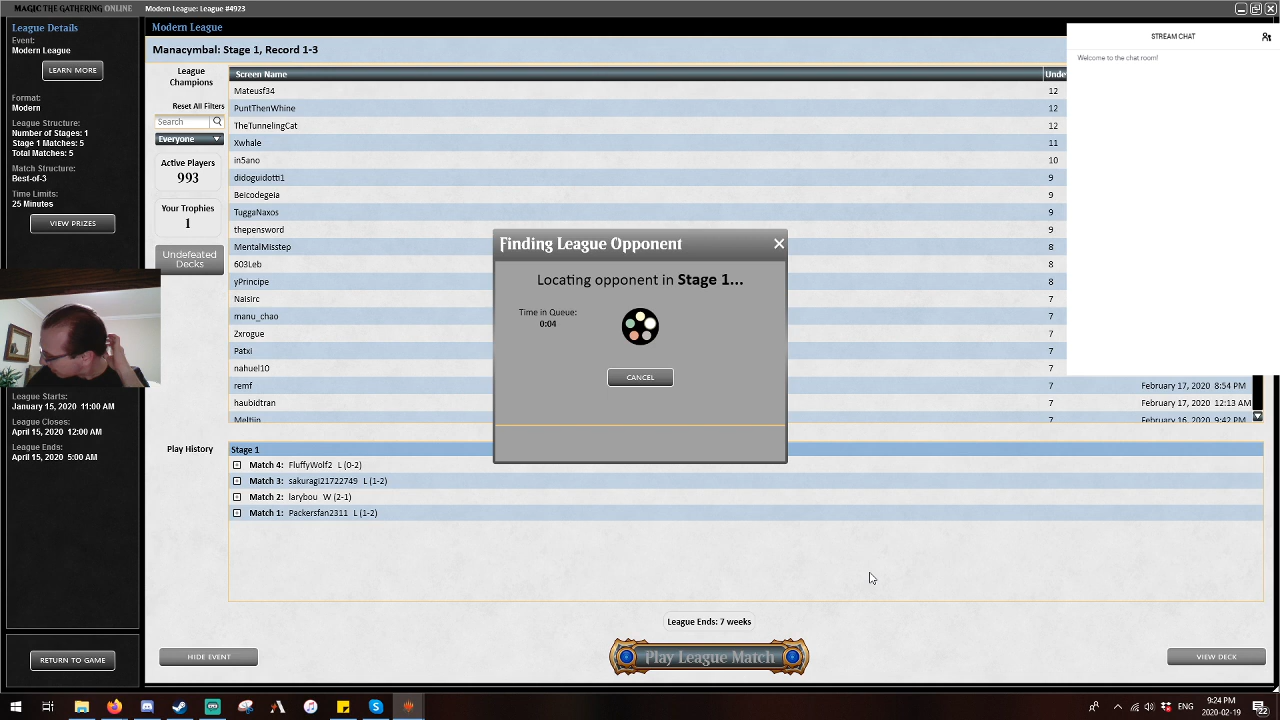 MAGIC THE GATHERING ONLINE
Modern League: League #4923
League Details
Event:
Modern League
LEARN MORE
Format:
Modern
League Structure:
Number of Stages: 1
Stage 1 Matches: 5
Total Matches: 5
Match Structure:
Best-of-3
Time Limits:
25 Minutes
VIEW PRIZES
League Starts:
January 15, 2020 11:00 AM
League Closes:
April 15, 2020 12:00 AM
League Ends:
April 15, 2020 5:00 AM
RETURN TO GAME
Modern League
Manacymbal: Stage 1, Record 1-3
League
Champions
Reset All Filters
Search
Everyone
Active Players
993
Your Trophies
1
Undefeated
Decks
Screen Name Unde
Mateusf34 12
PuntThenWhine 12
TheTunnelingCat 12
Xwhale 11
in5ano 10
didoguidotti1 9
Beicodegeia 9
TuggaNaxos 9
thepensword 9
MentalMisstep 8
603Leb 8
yPrincipe 8
Naisirc 7
manu_chao 7
Zxrogue 7
Patxi 7
nahuel10 7
remf 7 February 17, 2020 8:54 PM
haubidtran 7 February 17, 2020 12:13 AM
Meltiin 7 February 16, 2020 9:42 PM
Finding League Opponent
Locating opponent in Stage 1...
Time in Queue:
0:04
CANCEL
STREAM CHAT
Welcome to the chat room!
Play History
Stage 1
Match 4: FluffyWolf2 L (0-2)
Match 3: sakuragi21722749 L (1-2)
Match 2: larybou W (2-1)
Match 1: Packersfan2311 L (1-2)
League Ends: 7 weeks
HIDE EVENT
Play League Match
VIEW DECK
ENG
9:24 PM
2020-02-19
22